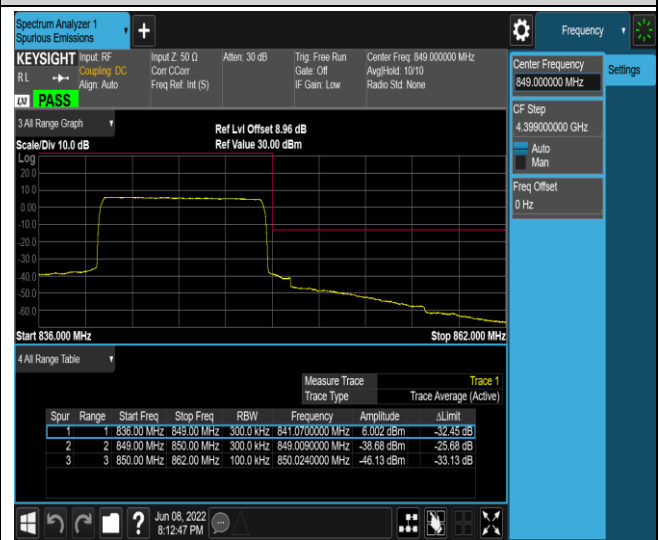 Spectrum Analyzer 1
Spurious Emissions
Frequency
KEYSIGHT Input: RF Input Z: 50 Ω Atten: 30 dB Trig: Free Run Center Freq: 849.000000 MHz
RL Coupling: DC Corr CCorr Gate: Off Avg|Hold: 10/10
Align: Auto Freq Ref: Int (S) IF Gain: Low Radio Std: None
LXI PASS
Center Frequency
849.000000 MHz
Settings
CF Step
4.399000000 GHz
Auto
Man
Freq Offset
0 Hz
3 All Range Graph
Ref Lvl Offset 8.96 dB
Scale/Div 10.0 dB Ref Value 30.00 dBm
Log
20.0
10.0
0.00
-10.0
-20.0
-30.0
-40.0
-50.0
-60.0
Start 836.000 MHz Stop 862.000 MHz
4 All Range Table
Measure Trace Trace 1
Trace Type Trace Average (Active)
Spur Range Start Freq Stop Freq RBW Frequency Amplitude ΔLimit
1 1 836.00 MHz 849.00 MHz 300.0 kHz 841.0700000 MHz 6.002 dBm -32.45 dB
2 2 849.00 MHz 850.00 MHz 300.0 kHz 849.0090000 MHz -38.68 dBm -25.68 dB
3 3 850.00 MHz 862.00 MHz 100.0 kHz 850.0240000 MHz -46.13 dBm -33.13 dB
Jun 08, 2022
8:12:47 PM